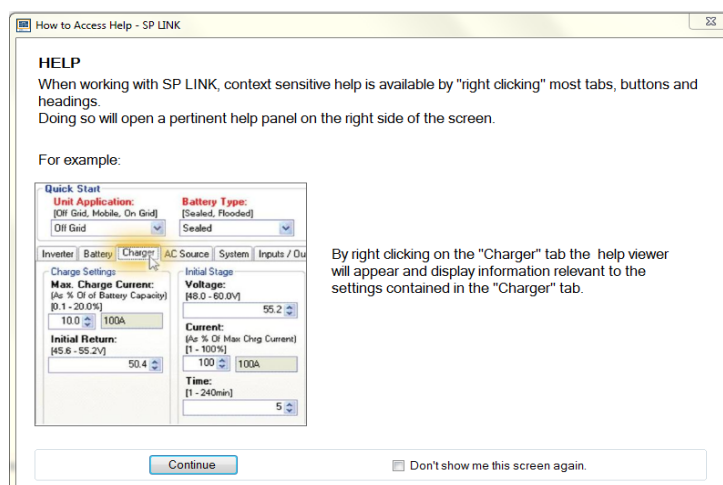 How to Access Help - SP LINK
HELP
When working with SP LINK, context sensitive help is available by "right clicking" most tabs, buttons and
headings.
Doing so will open a pertinent help panel on the right side of the screen.
For example:
Quick Start
Unit Application:
[Off Grid, Mobile, On Grid]
Off Grid
Battery Type:
[Sealed, Flooded]
Sealed
Inverter Battery Charger AC Source System Inputs / Ou
Charge Settings
Max. Charge Current:
(As % Of of Battery Capacity)
[0.1 - 20.0%]
10.0 100A
Initial Return:
[45.6 - 55.2V]
50.4
Initial Stage
Voltage:
[48.0 - 60.0V]
55.2
Current:
(As % Of Max Chrg Current)
[1 - 100%]
100 100A
Time:
[1 - 240min]
5
By right clicking on the "Charger" tab the help viewer
will appear and display information relevant to the
settings contained in the "Charger" tab.
Continue
Don't show me this screen again.